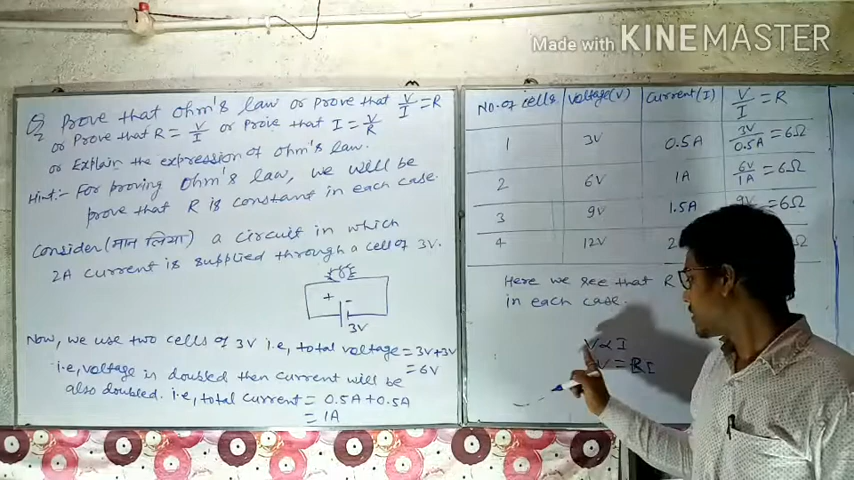 Made with KINEMASTER
Q2 Prove that Ohm's law or prove that V/I = R
or Prove that R = V/I or prove that I = V/R
or Explain the expression of Ohm's law.
Hint:- For proving Ohm's law, we will be
prove that R is constant in each case.
Consider (मान लिया) a circuit in which
2A current is supplied through a cell of 3V.
+ -
3V
Now, we use two cells of 3V i.e, total voltage = 3V+3V
= 6V
i.e, voltage in doubled then current will be
also doubled. i.e, total current = 0.5A + 0.5A
= 1A
No. of cells Voltage(V) Current(I) V/I = R
1 3V 0.5A 3V/0.5A = 6Ω
2 6V 1A 6V/1A = 6Ω
3 9V 1.5A 9V = 6Ω
4 12V 2 Ω
Here we see that R
in each case.
V ∝ I
V = RI